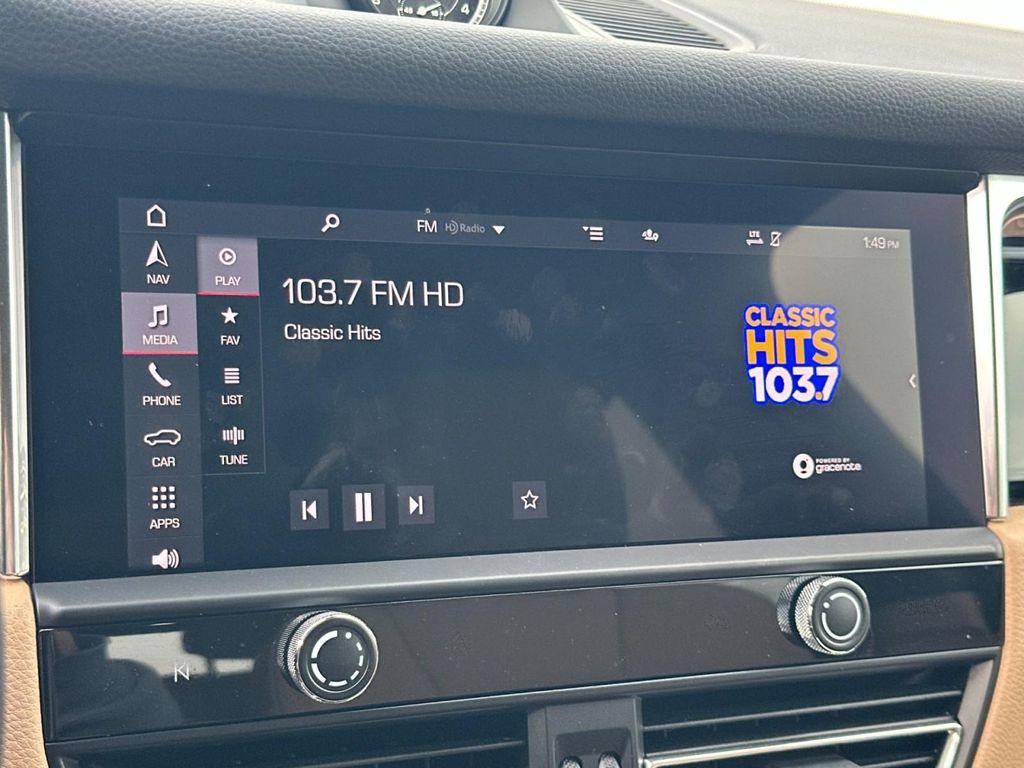 FM HD Radio
LTE
1:49 PM
NAV
PLAY
103.7 FM HD
Classic Hits
MEDIA
FAV
PHONE
LIST
CAR
TUNE
APPS
CLASSIC
HITS
103.7
POWERED BY
gracenote